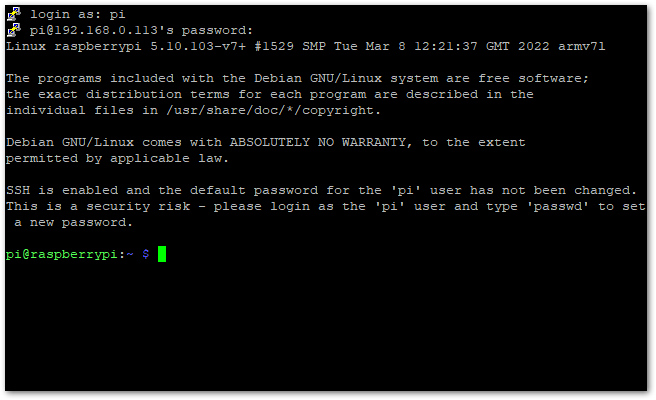 login as: pi
pi@192.168.0.113's password:
Linux raspberrypi 5.10.103-v7+ #1529 SMP Tue Mar 8 12:21:37 GMT 2022 armv7l
The programs included with the Debian GNU/Linux system are free software;
the exact distribution terms for each program are described in the
individual files in /usr/share/doc/*/copyright.
Debian GNU/Linux comes with ABSOLUTELY NO WARRANTY, to the extent
permitted by applicable law.
SSH is enabled and the default password for the 'pi' user has not been changed.
This is a security risk - please login as the 'pi' user and type 'passwd' to set
 a new password.
pi@raspberrypi:~ $